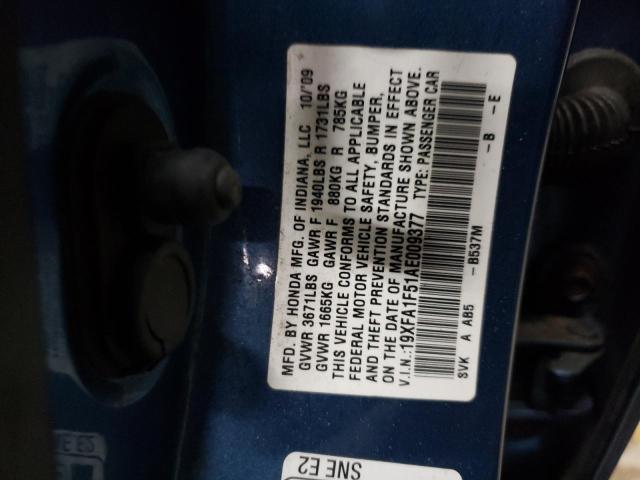 MFD. BY HONDA MFG. OF INDIANA, LLC 10/'09
GVWR 3671LBS GAWR F 1940LBS R 1731LBS
GVWR 1665KG GAWR F 880KG R 785KG
THIS VEHICLE CONFORMS TO ALL APPLICABLE
FEDERAL MOTOR VEHICLE SAFETY, BUMPER,
AND THEFT PREVENTION STANDARDS IN EFFECT
ON THE DATE OF MANUFACTURE SHOWN ABOVE.
V.I.N.:19XFA1F51AE009377 TYPE: PASSENGER CAR
SVK A AB5 -B537M -B -E
SNE E2